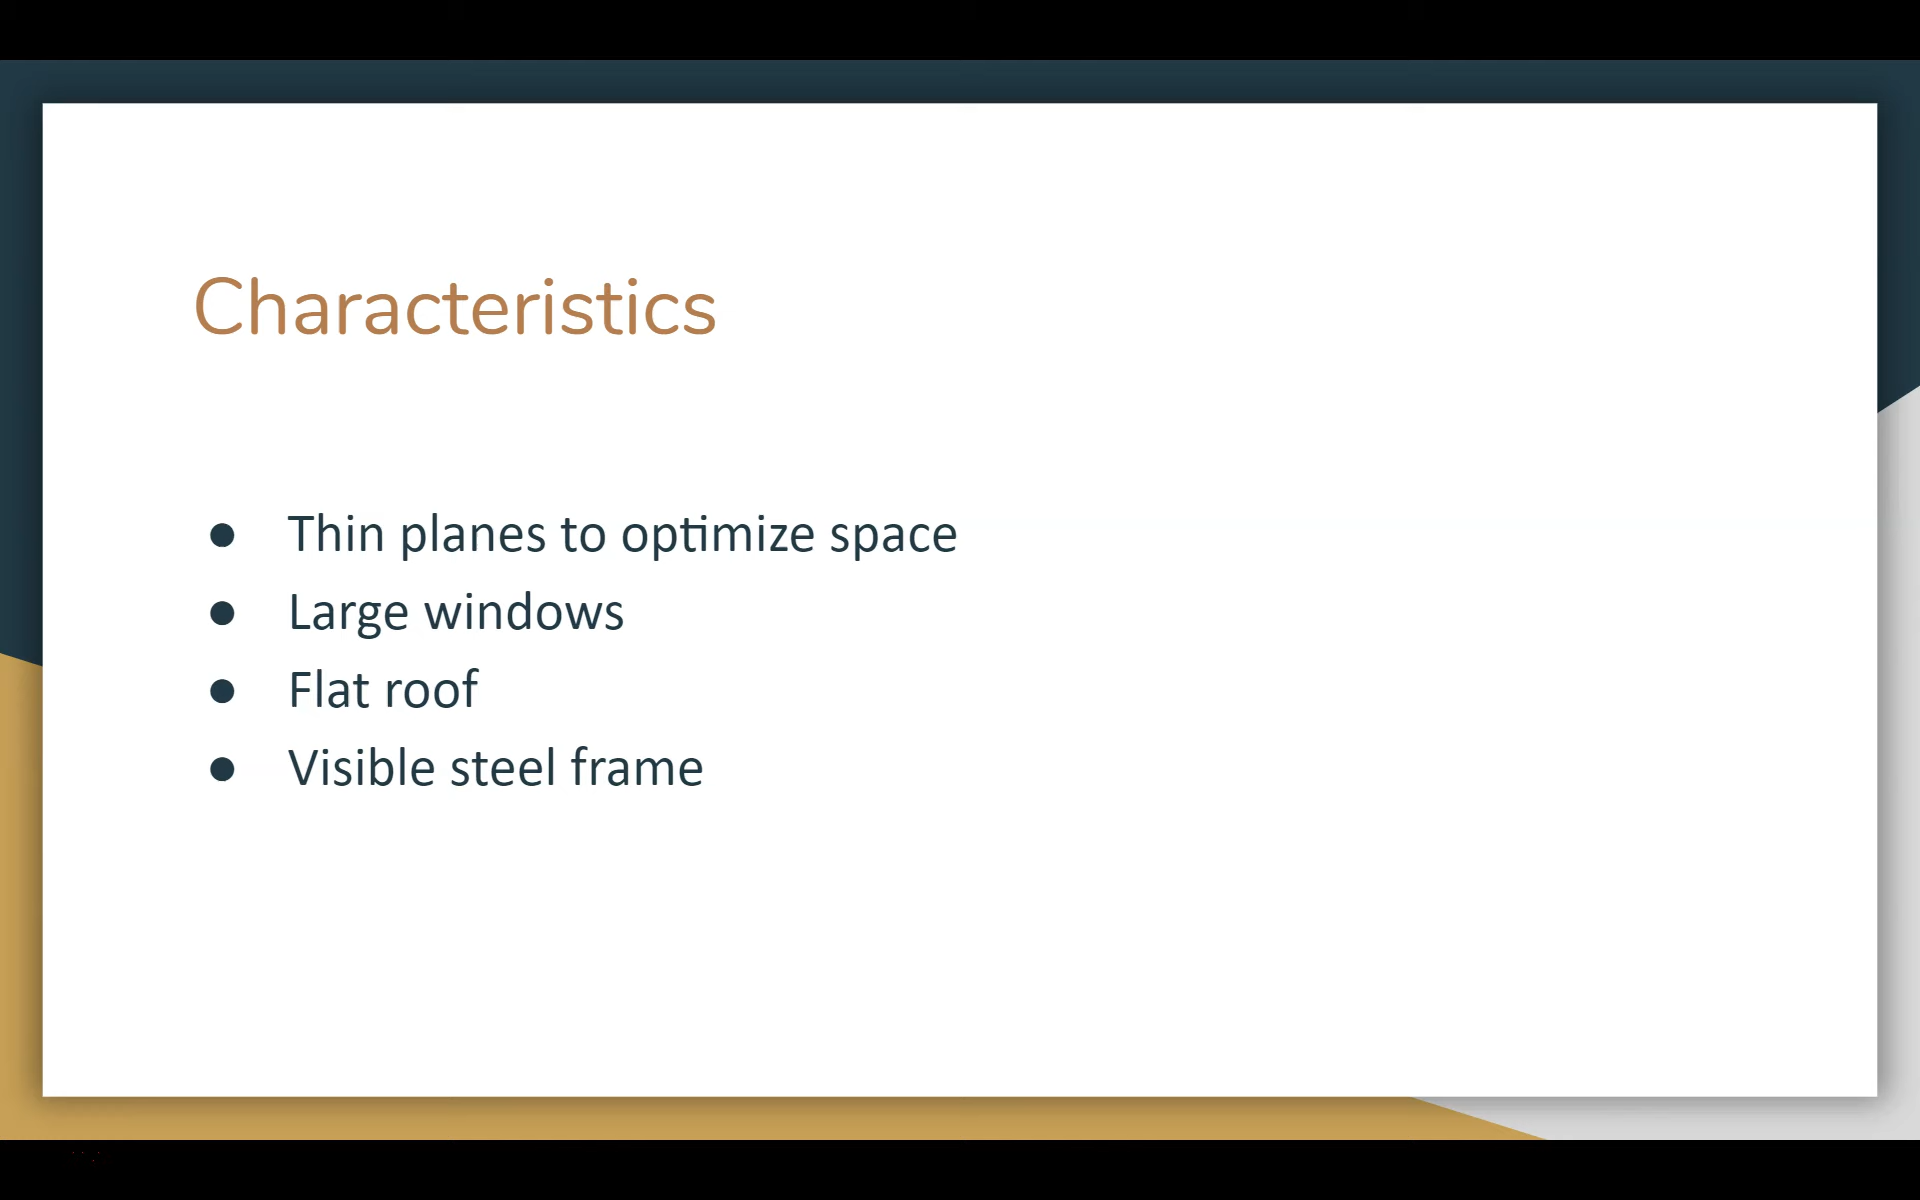 Characteristics
● Thin planes to optimize space
● Large windows
● Flat roof
● Visible steel frame